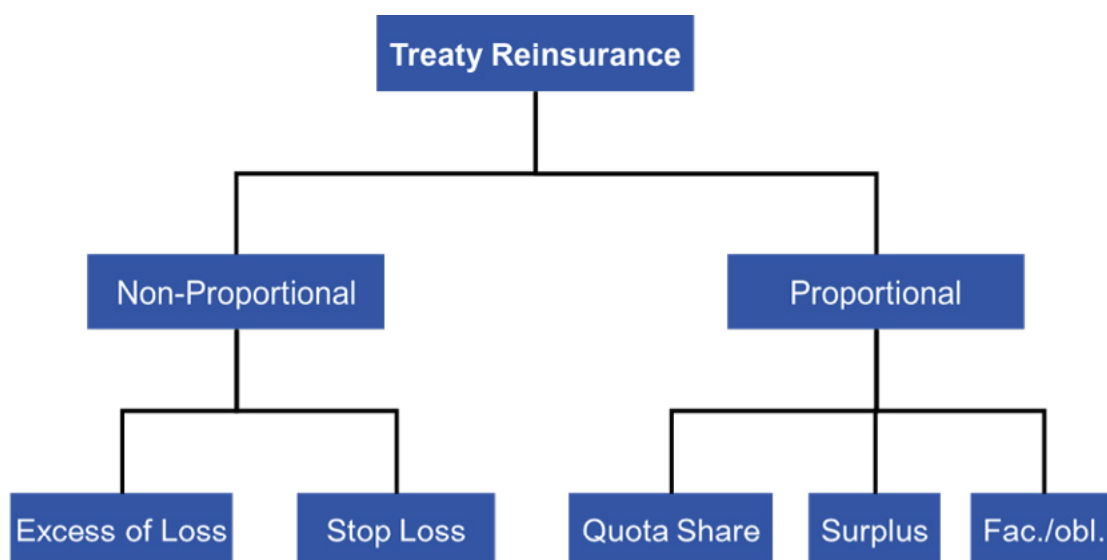 Treaty Reinsurance
Non-Proportional
Proportional
Excess of Loss
Stop Loss
Quota Share
Surplus
Fac./obl.